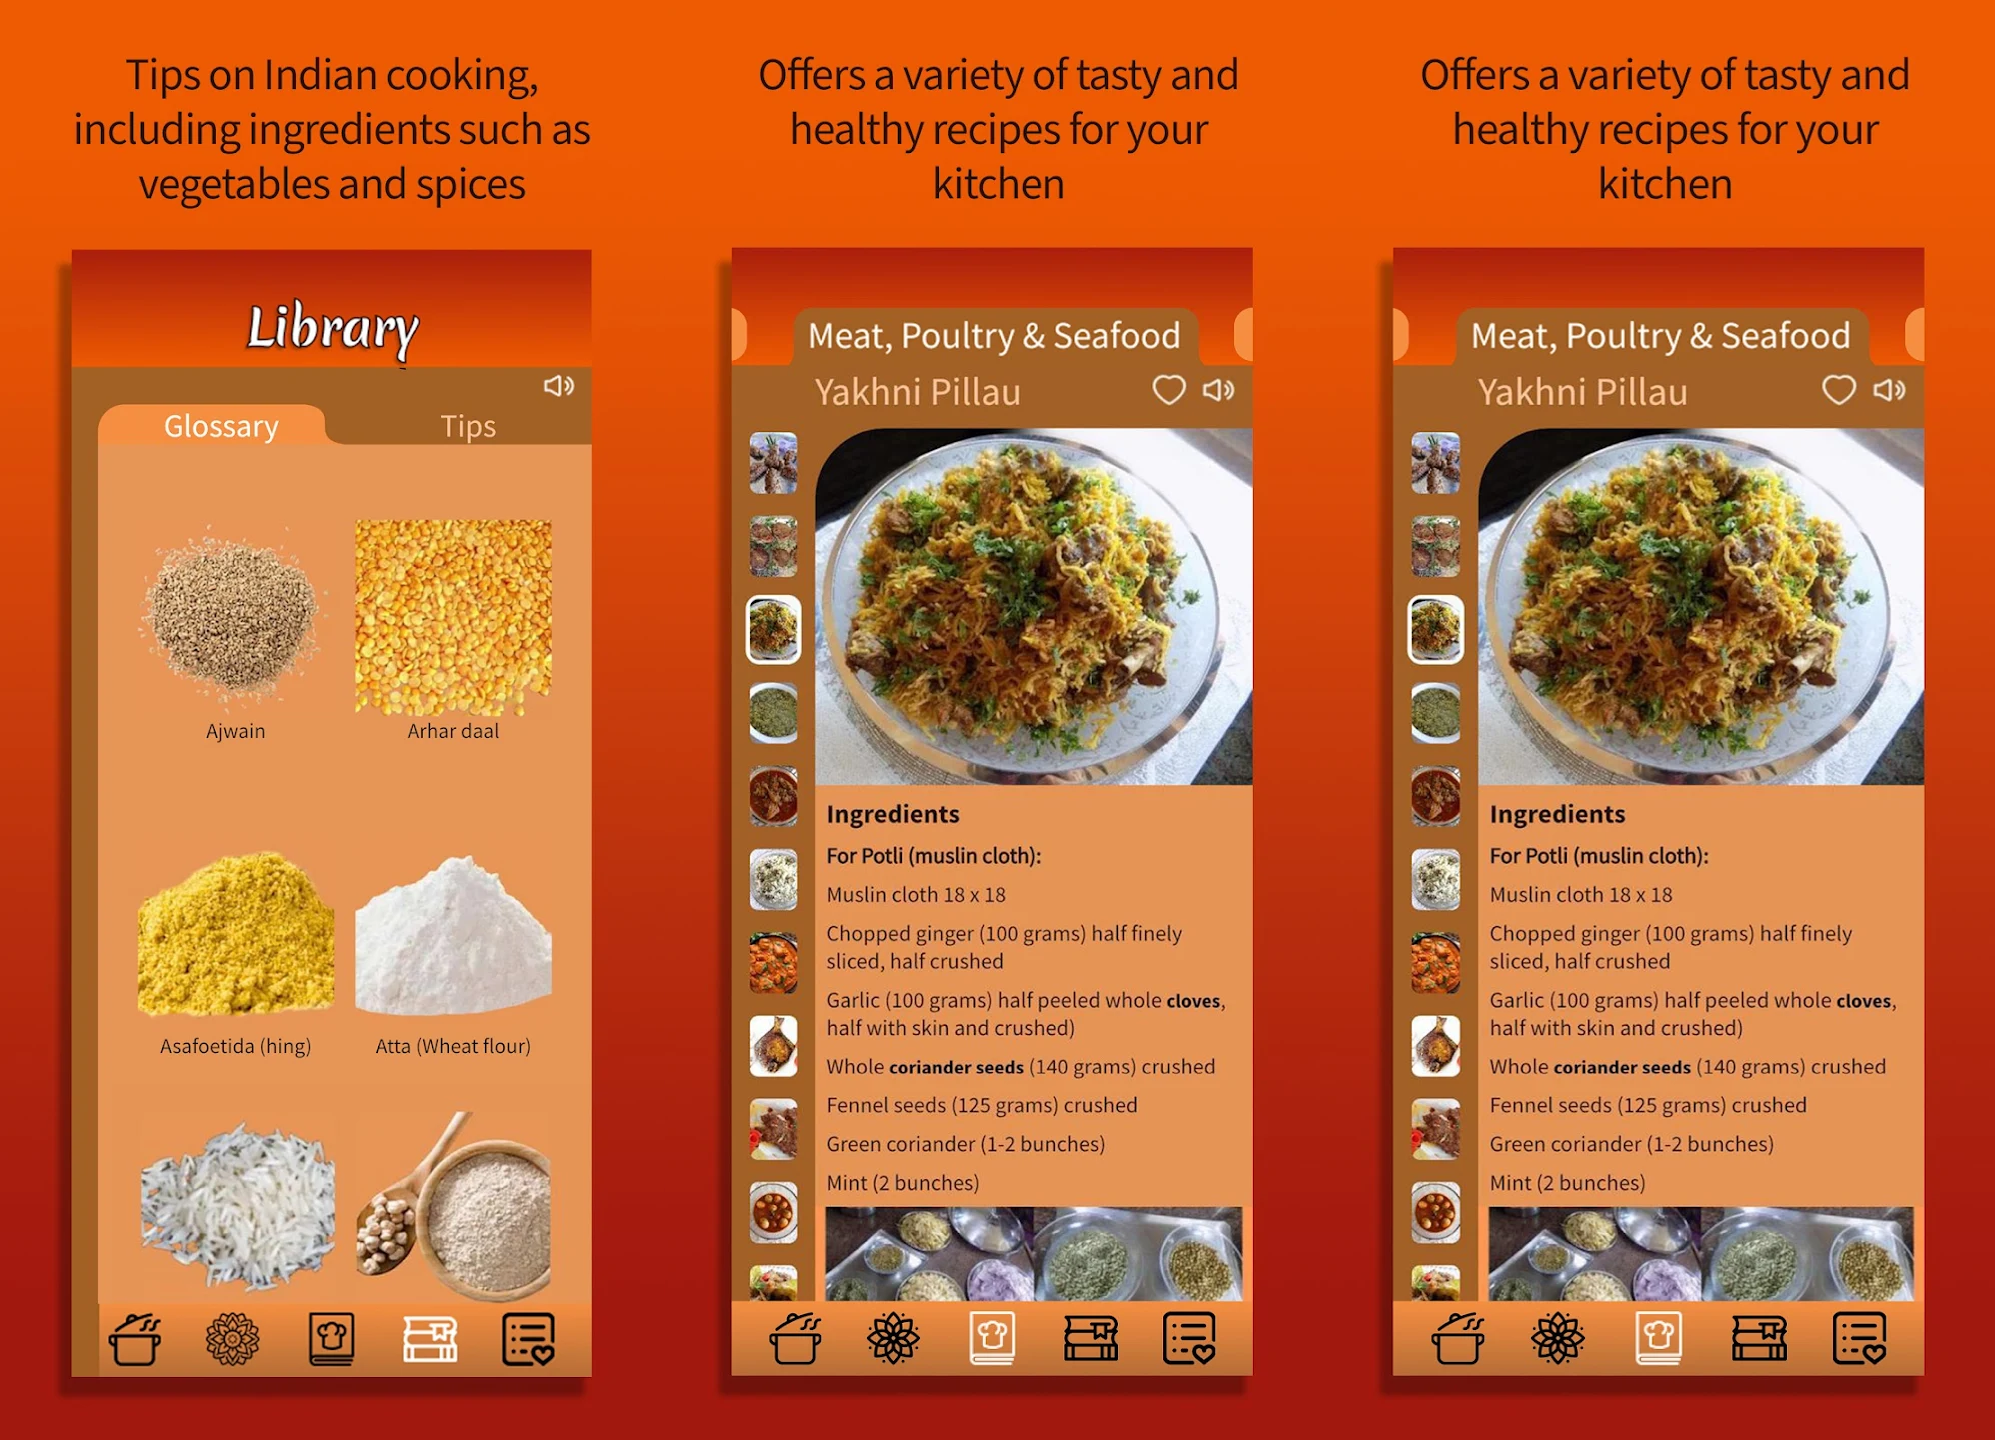 Tips on Indian cooking,
including ingredients such as
vegetables and spices
Library
Glossary
Tips
Ajwain
Arhar daal
Asafoetida (hing)
Atta (Wheat flour)
Offers a variety of tasty and
healthy recipes for your
kitchen
Meat, Poultry & Seafood
Yakhni Pillau
Ingredients
For Potli (muslin cloth):
Muslin cloth 18 x 18
Chopped ginger (100 grams) half finely
sliced, half crushed
Garlic (100 grams) half peeled whole cloves,
half with skin and crushed)
Whole coriander seeds (140 grams) crushed
Fennel seeds (125 grams) crushed
Green coriander (1-2 bunches)
Mint (2 bunches)
Offers a variety of tasty and
healthy recipes for your
kitchen
Meat, Poultry & Seafood
Yakhni Pillau
Ingredients
For Potli (muslin cloth):
Muslin cloth 18 x 18
Chopped ginger (100 grams) half finely
sliced, half crushed
Garlic (100 grams) half peeled whole cloves,
half with skin and crushed)
Whole coriander seeds (140 grams) crushed
Fennel seeds (125 grams) crushed
Green coriander (1-2 bunches)
Mint (2 bunches)